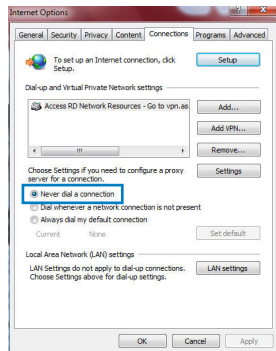 Internet Options
General Security Privacy Content Connections Programs Advanced
To set up an Internet connection, click
Setup.
Setup
Dial-up and Virtual Private Network settings
Access RD Network Resources - Go to vpn.as
Add...
Add VPN...
Remove...
Choose Settings if you need to configure a proxy
server for a connection.
Settings
Never dial a connection
Dial whenever a network connection is not present
Always dial my default connection
Current None
Set default
Local Area Network (LAN) settings
LAN Settings do not apply to dial-up connections.
Choose Settings above for dial-up settings.
LAN settings
OK Cancel Apply